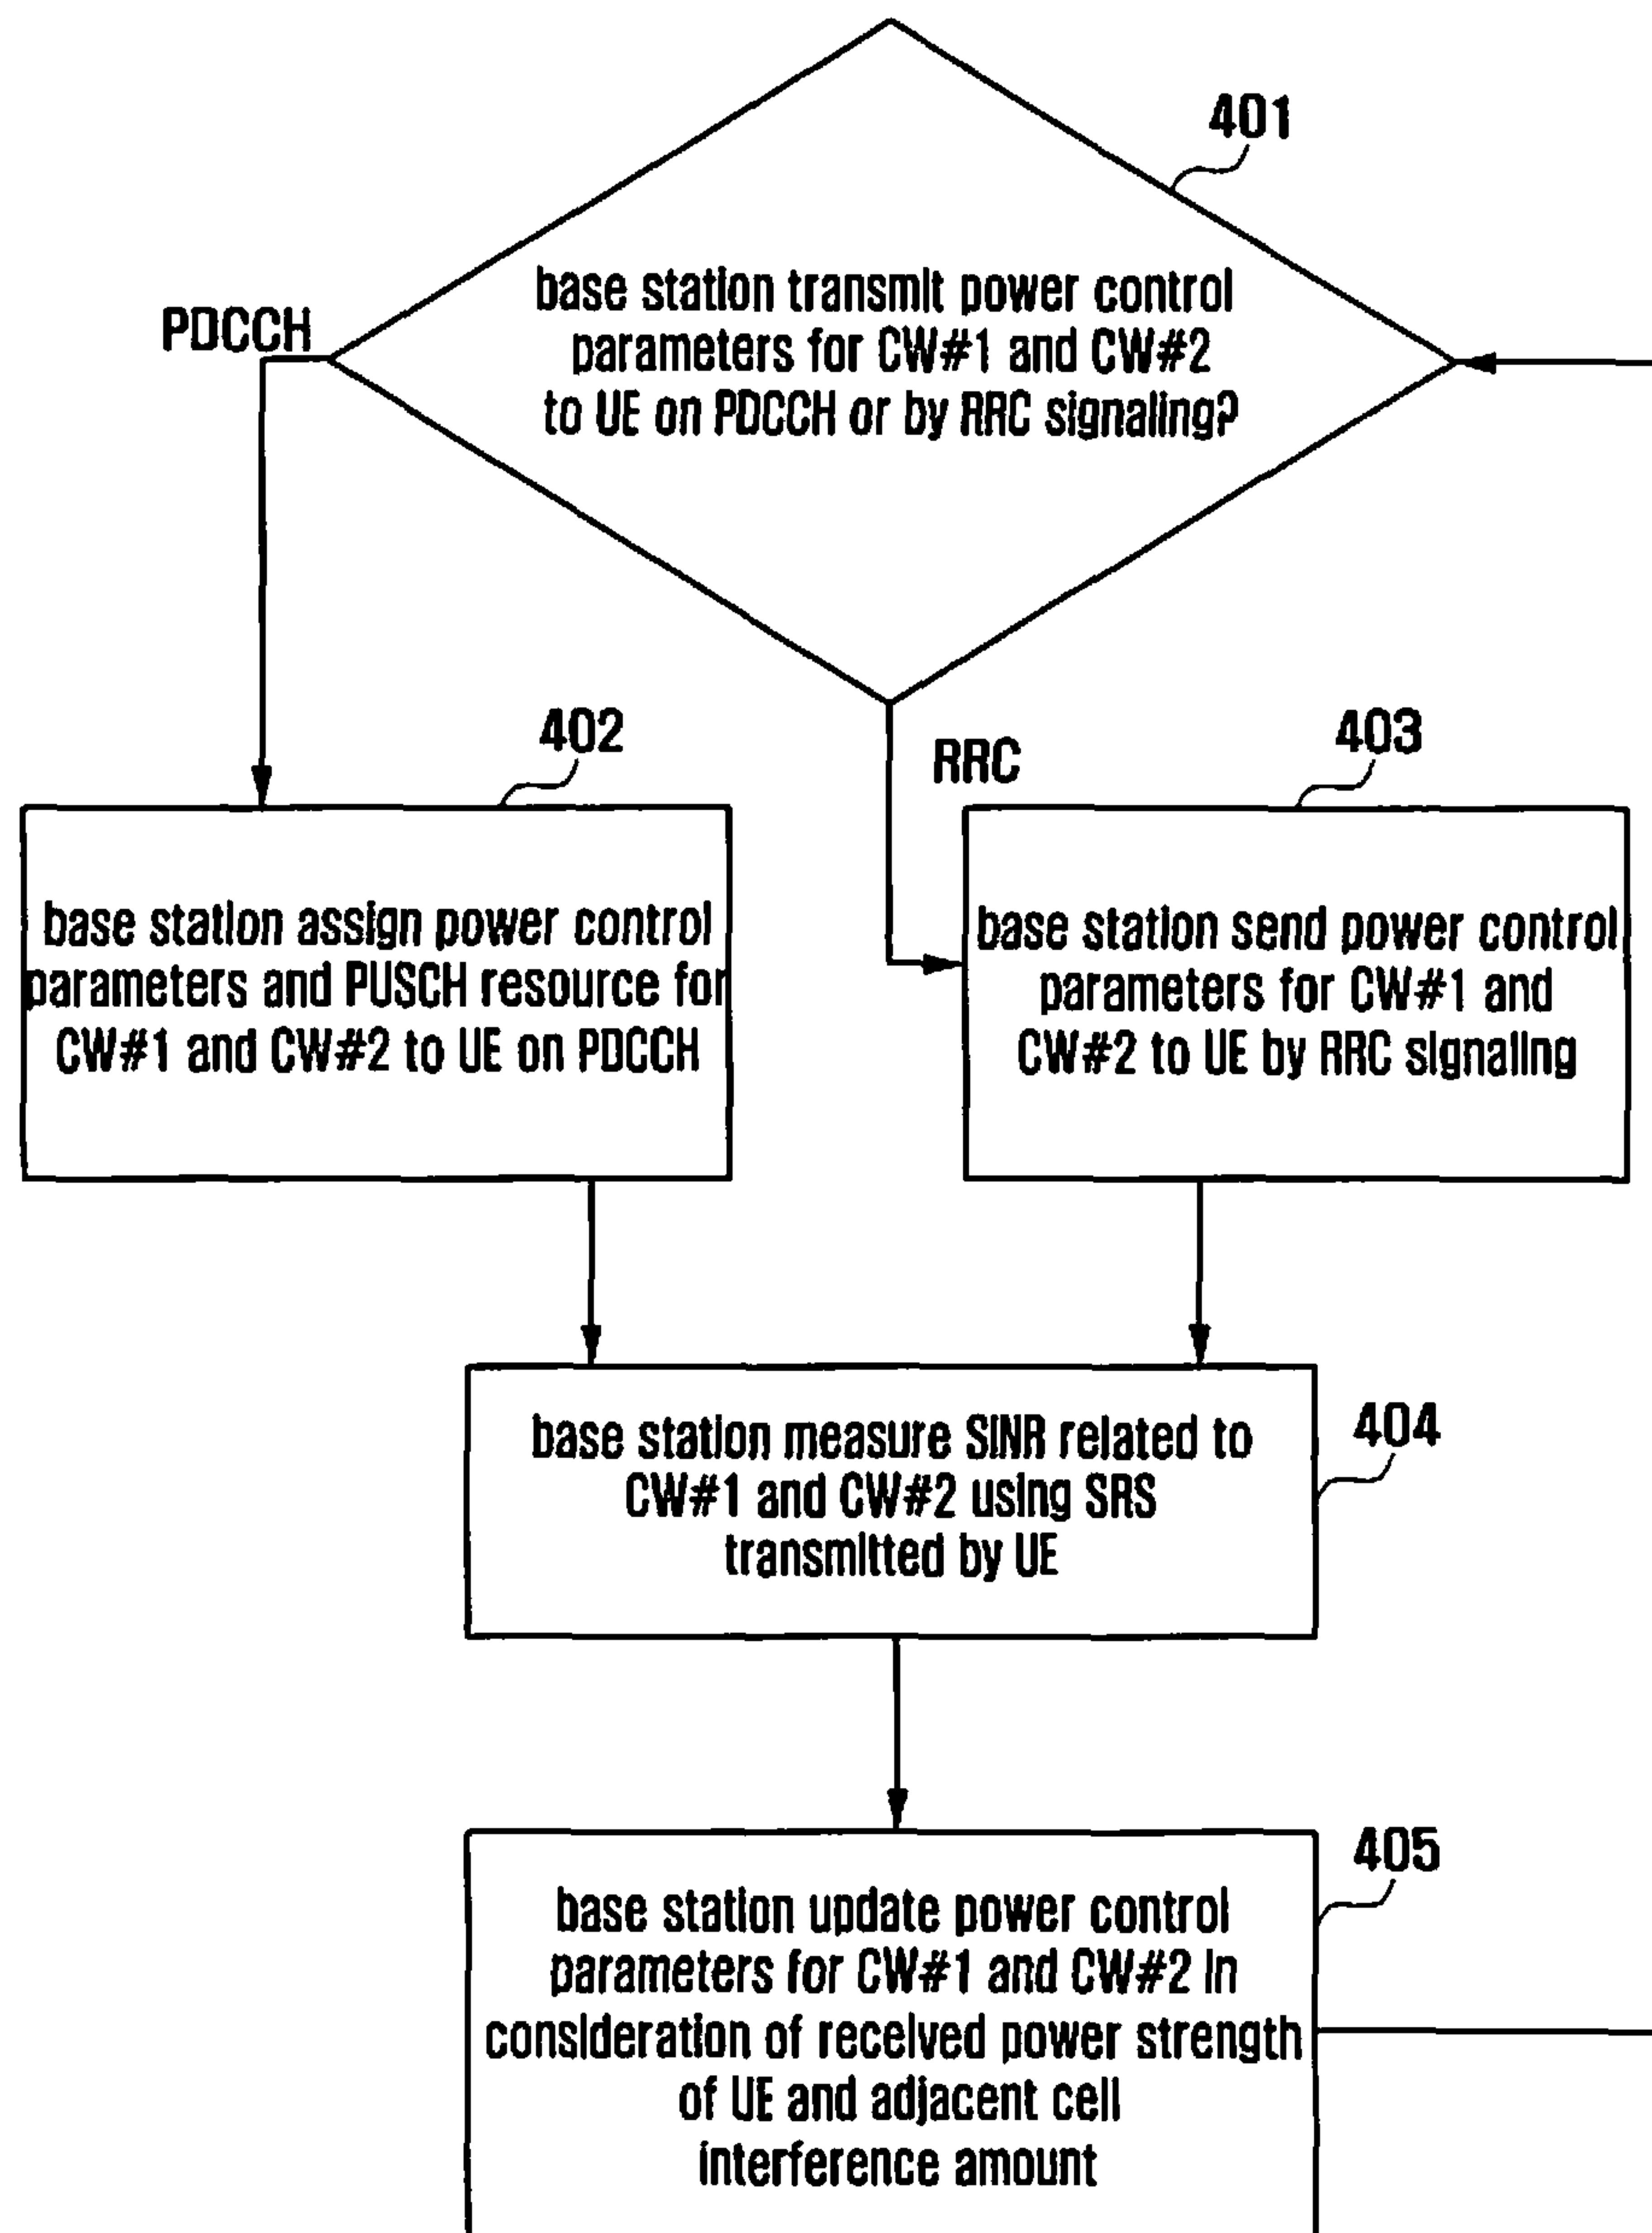 401
base station transmit power control
parameters for CW#1 and CW#2
to UE on PDCCH or by RRC signaling?
PDCCH
RRC
402
base station assign power control
parameters and PUSCH resource for
CW#1 and CW#2 to UE on PDCCH
403
base station send power control
parameters for CW#1 and
CW#2 to UE by RRC signaling
404
base station measure SINR related to
CW#1 and CW#2 using SRS
transmitted by UE
405
base station update power control
parameters for CW#1 and CW#2 in
consideration of received power strength
of UE and adjacent cell
interference amount